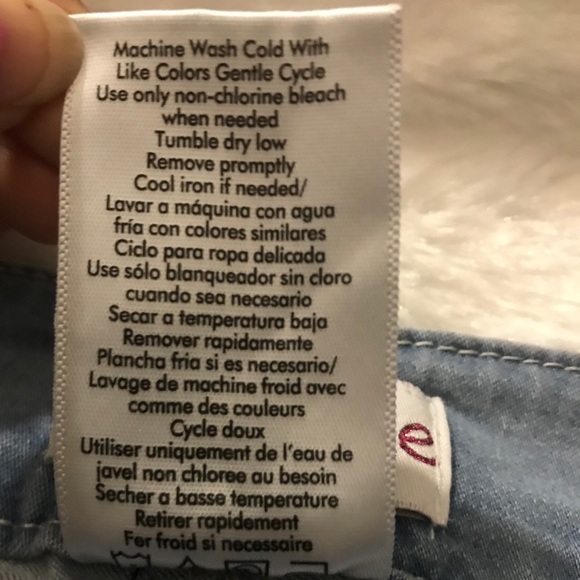 Machine Wash Cold With
Like Colors Gentle Cycle
Use only non-chlorine bleach
when needed
Tumble dry low
Remove promptly
Cool iron if needed/
Lavar a máquina con agua
fría con colores similares
Ciclo para ropa delicada
Use sólo blanqueador sin cloro
cuando sea necesario
Secar a temperatura baja
Remover rapidamente
Plancha fria si es necesario/
Lavage de machine froid avec
comme des couleurs
Cycle doux
Utiliser uniquement de l'eau de
javel non chloree au besoin
Secher a basse temperature
Retirer rapidement
Fer froid si necessaire
e